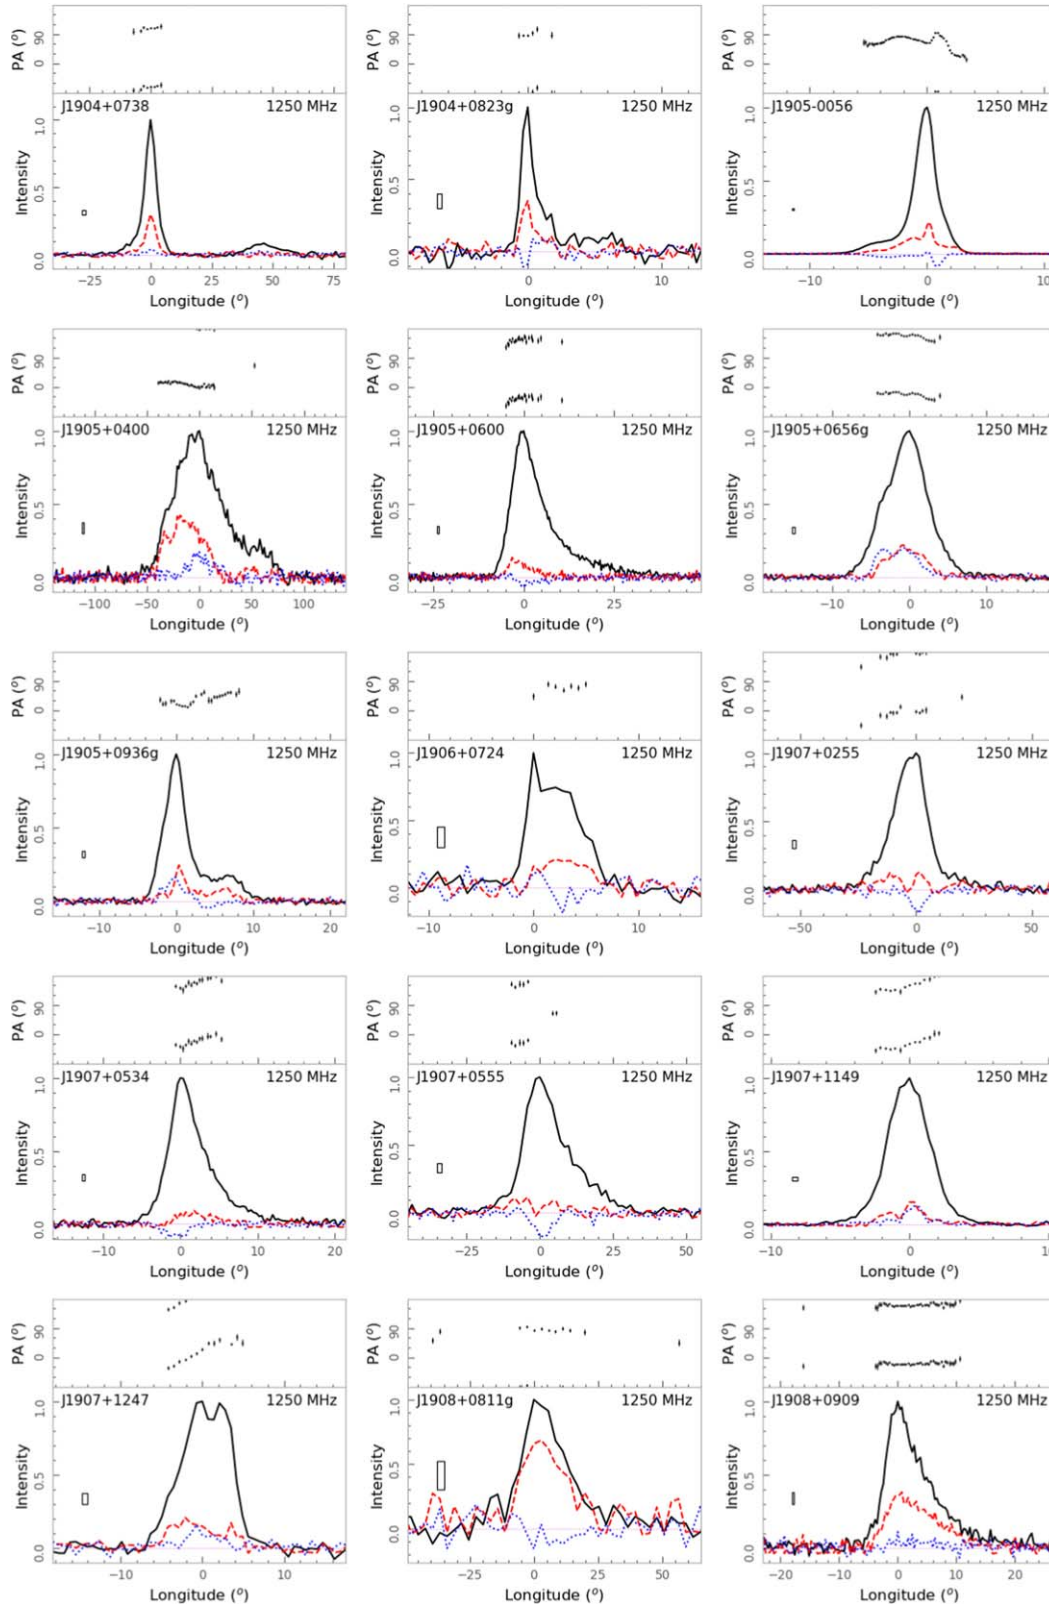 PA (°) 90 0
PA (°) 90 0
PA (°) 90 0
J1904+0738 1250 MHz
J1904+0823g 1250 MHz
J1905-0056 1250 MHz
Intensity 1.0 0.5 0.0
Intensity 1.0 0.5 0.0
Intensity 1.0 0.5 0.0
−25 0 25 50 75
0 10
−10 0 10
Longitude (°)
Longitude (°)
Longitude (°)
PA (°) 90 0
PA (°) 90 0
PA (°) 90 0
J1905+0400 1250 MHz
J1905+0600 1250 MHz
J1905+0656g 1250 MHz
Intensity 1.0 0.5 0.0
Intensity 1.0 0.5 0.0
Intensity 1.0 0.5 0.0
−100 −50 0 50 100
−25 0 25
−10 0 10
Longitude (°)
Longitude (°)
Longitude (°)
PA (°) 90 0
PA (°) 90 0
PA (°) 90 0
J1905+0936g 1250 MHz
J1906+0724 1250 MHz
J1907+0255 1250 MHz
Intensity 1.0 0.5 0.0
Intensity 1.0 0.5 0.0
Intensity 1.0 0.5 0.0
−10 0 10 20
−10 0 10
−50 0 50
Longitude (°)
Longitude (°)
Longitude (°)
PA (°) 90 0
PA (°) 90 0
PA (°) 90 0
J1907+0534 1250 MHz
J1907+0555 1250 MHz
J1907+1149 1250 MHz
Intensity 1.0 0.5 0.0
Intensity 1.0 0.5 0.0
Intensity 1.0 0.5 0.0
−10 0 10 20
−25 0 25 50
−10 0 10
Longitude (°)
Longitude (°)
Longitude (°)
PA (°) 90 0
PA (°) 90 0
PA (°) 90 0
J1907+1247 1250 MHz
J1908+0811g 1250 MHz
J1908+0909 1250 MHz
Intensity 1.0 0.5 0.0
Intensity 1.0 0.5 0.0
Intensity 1.0 0.5 0.0
−10 0 10
−40 −20 0 20 40 60
−20 −10 0 10 20
Longitude (°)
Longitude (°)
Longitude (°)